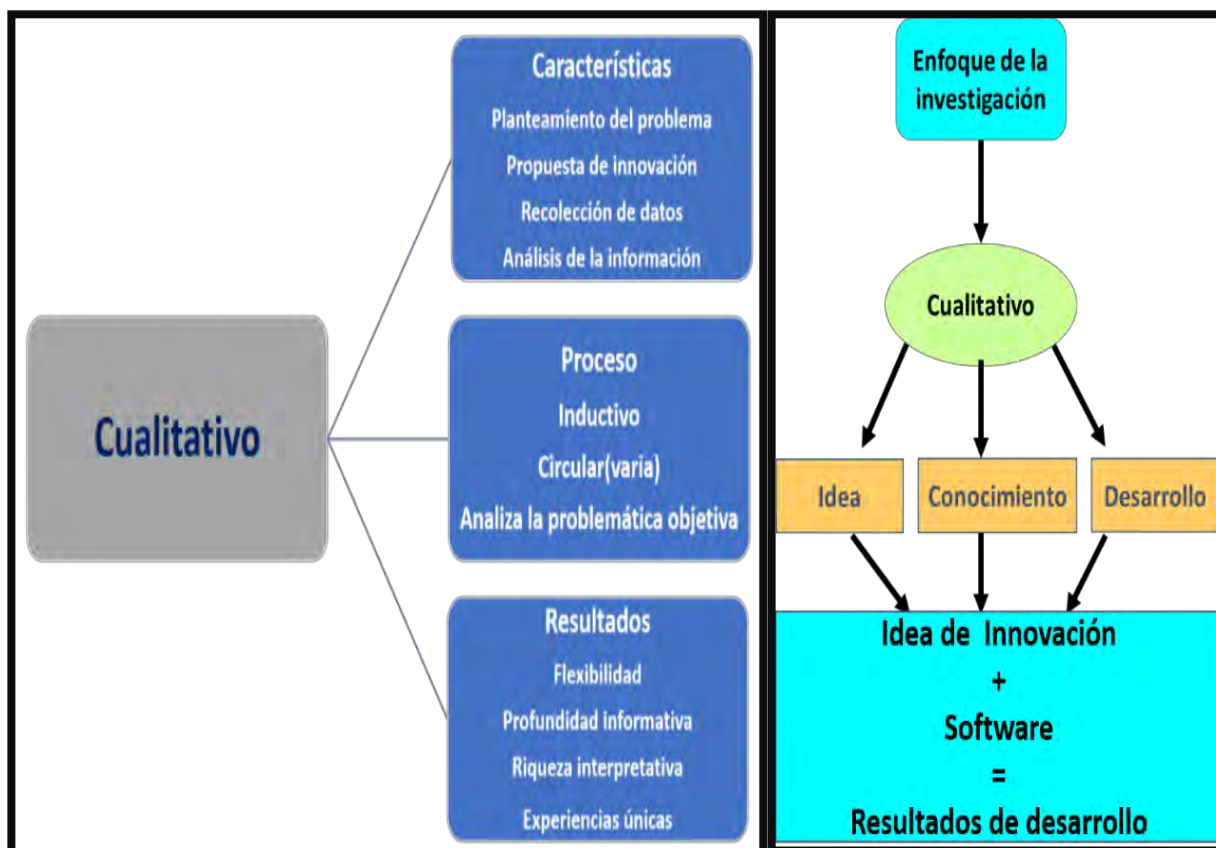 Cualitativo
Características
Planteamiento del problema
Propuesta de innovación
Recolección de datos
Análisis de la información
Proceso
Inductivo
Circular(varia)
Analiza la problemática objetiva
Resultados
Flexibilidad
Profundidad informativa
Riqueza interpretativa
Experiencias únicas
Enfoque de la
investigación
Cualitativo
Idea
Conocimiento
Desarrollo
Idea de Innovación
+
Software
=
Resultados de desarrollo